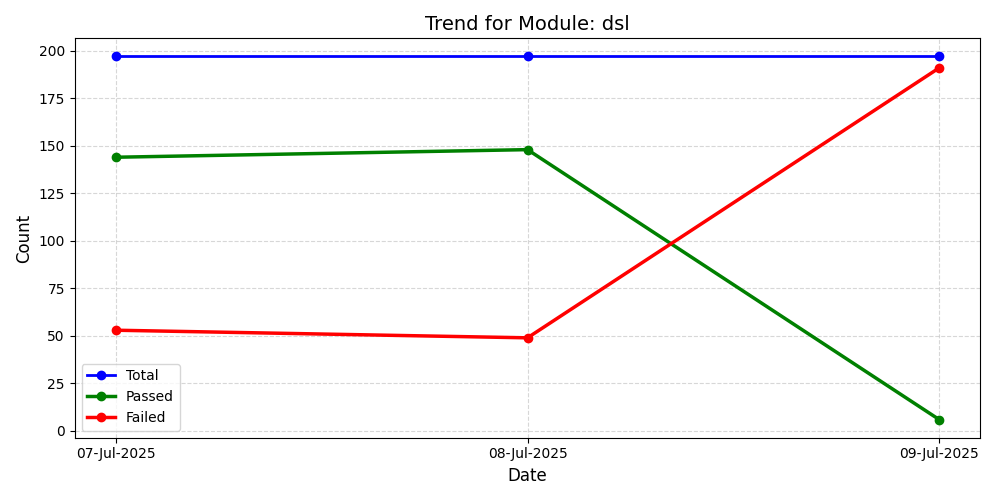 Trend for Module: dsl
Count
200
175
150
125
100
75
50
25
0
Total
Passed
Failed
07-Jul-2025
08-Jul-2025
09-Jul-2025
Date